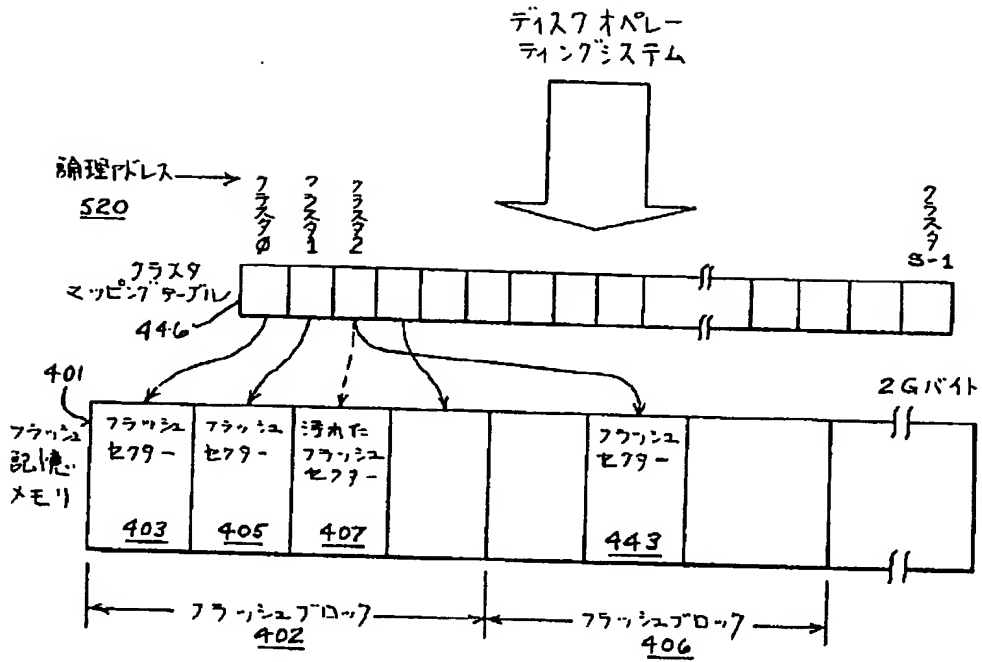 ディスクオペレー
ティングシステム
論理アドレス
520
クラスタ0
クラスタ1
クラスタ2
クラスタS-1
クラスタ
マッピングテーブル
446
401
2Gバイト
フラッシュ
記憶
メモリ
フラッシュ
セクター
403
フラッシュ
セクター
405
汚れた
フラッシュ
セクター
407
フラッシュ
セクター
443
フラッシュブロック
402
フラッシュブロック
406